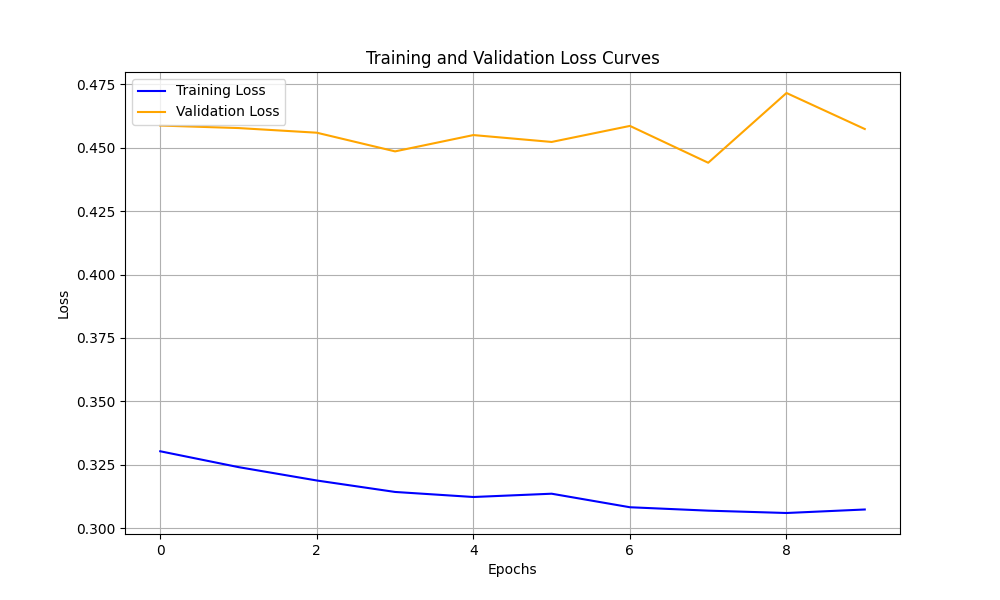 Training and Validation Loss Curves
Training Loss
Validation Loss
0.475
0.450
0.425
0.400
0.375
0.350
0.325
0.300
Loss
0 2 4 6 8
Epochs